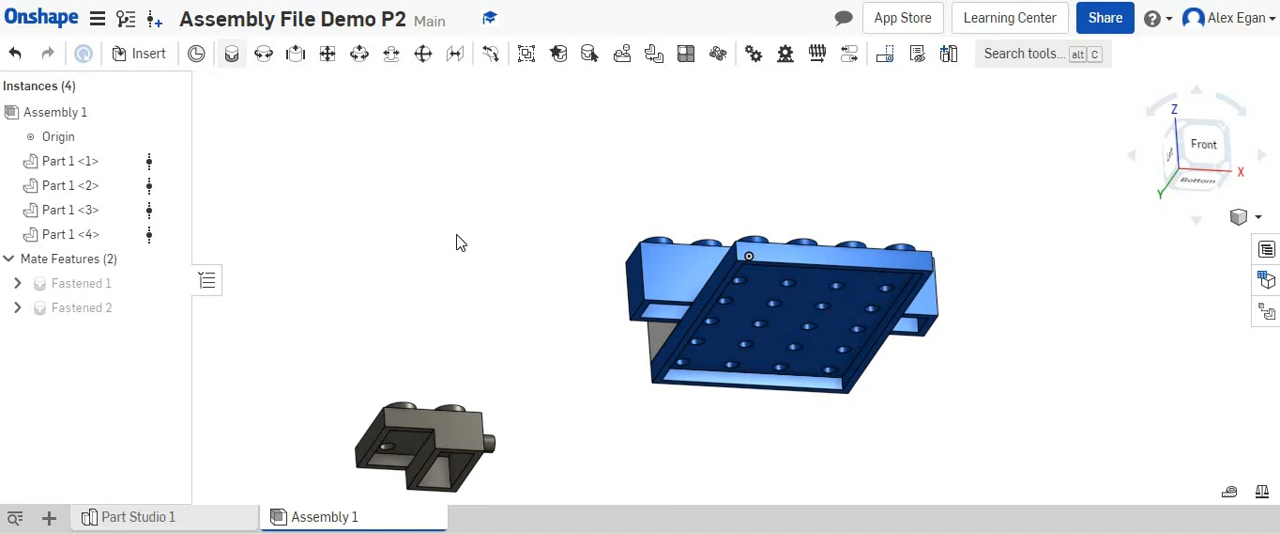 Onshape Assembly File Demo P2 Main App Store Learning Center Share Alex Egan
Insert Search tools... alt C
Instances (4)
Assembly 1
Origin
Part 1 <1>
Part 1 <2>
Part 1 <3>
Part 1 <4>
Mate Features (2)
Fastened 1
Fastened 2
Z
Front
X
Bottom
Y
Part Studio 1 Assembly 1